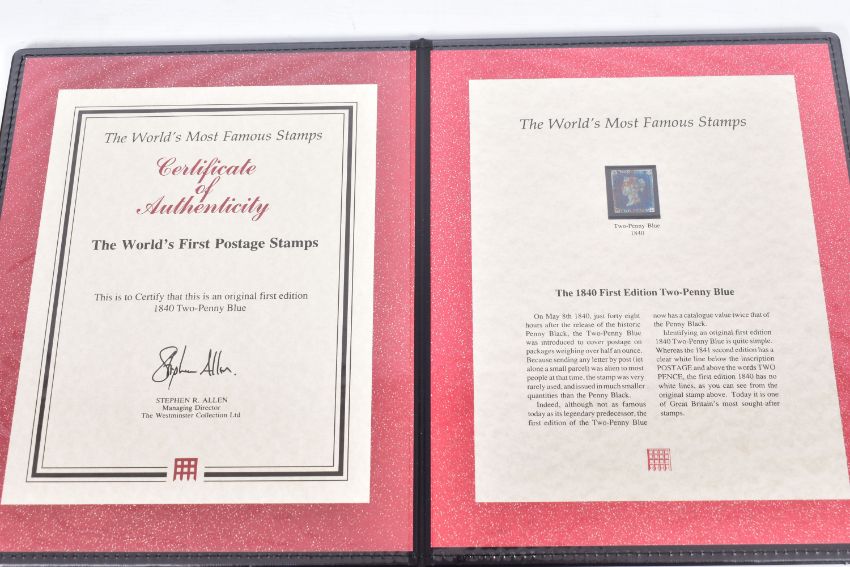 The World's Most Famous Stamps
Certificate
of
Authenticity
The World's First Postage Stamps
This is to Certify that this is an original first edition
1840 Two-Penny Blue
Stephen Allen.
STEPHEN R. ALLEN
Managing Director
The Westminster Collection Ltd
The World's Most Famous Stamps
Two-Penny Blue
1840
The 1840 First Edition Two-Penny Blue
On May 8th 1840, just forty eight
hours after the release of the historic
Penny Black, the Two-Penny Blue
was introduced to cover postage on
packages weighing over half an ounce.
Because sending any letter by post (let
alone a small parcel) was alien to most
people at that time, the stamp was very
rarely used, and issued in much smaller
quantities than the Penny Black.
Indeed, although not as famous
today as its legendary predecessor, the
first edition of the Two-Penny Blue
now has a catalogue value twice that of
the Penny Black.
Identifying an original first edition
1840 Two-Penny Blue is quite simple.
Whereas the 1841 second edition has a
clear white line below the inscription
POSTAGE and above the words TWO
PENCE, the first edition 1840 has no
white lines, as you can see from the
original stamp above. Today it is one
of Great Britain's most sought-after
stamps.